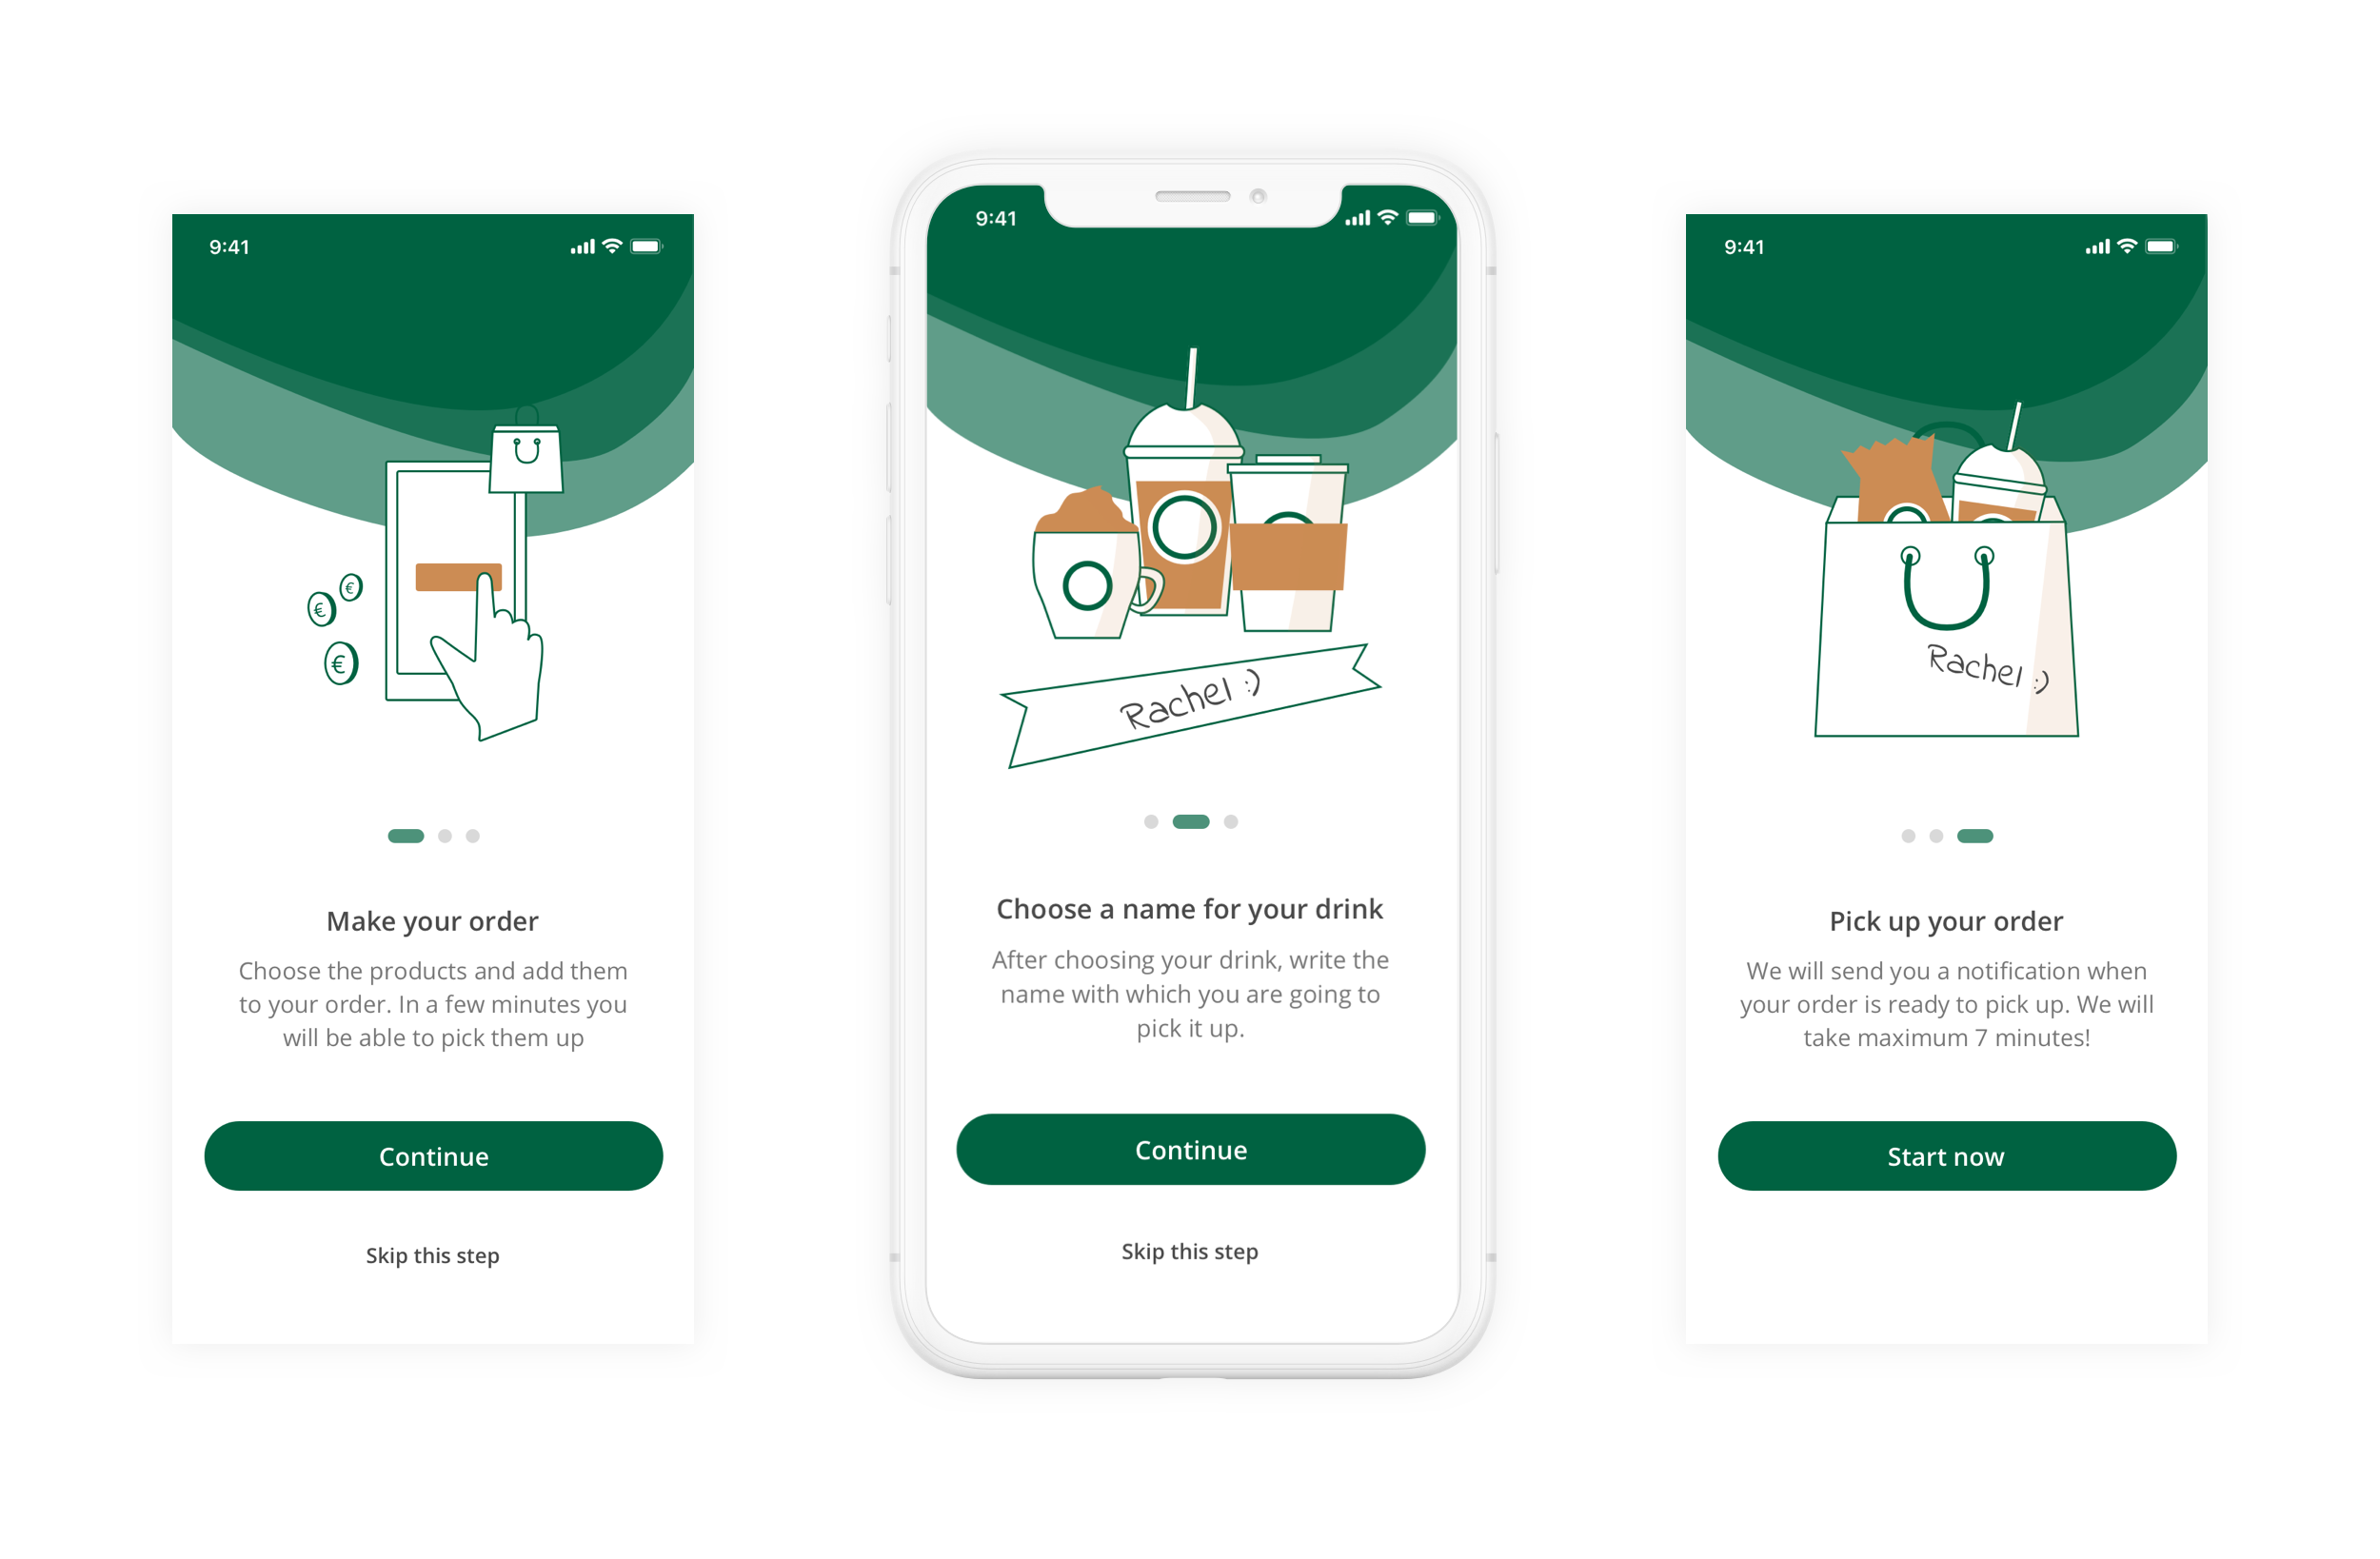 9:41
€
€
€
Make your order
Choose the products and add them
to your order. In a few minutes you
will be able to pick them up
Continue
Skip this step
9:41
Rachel :)
Choose a name for your drink
After choosing your drink, write the
name with which you are going to
pick it up.
Continue
Skip this step
9:41
Rachel :)
Pick up your order
We will send you a notification when
your order is ready to pick up. We will
take maximum 7 minutes!
Start now